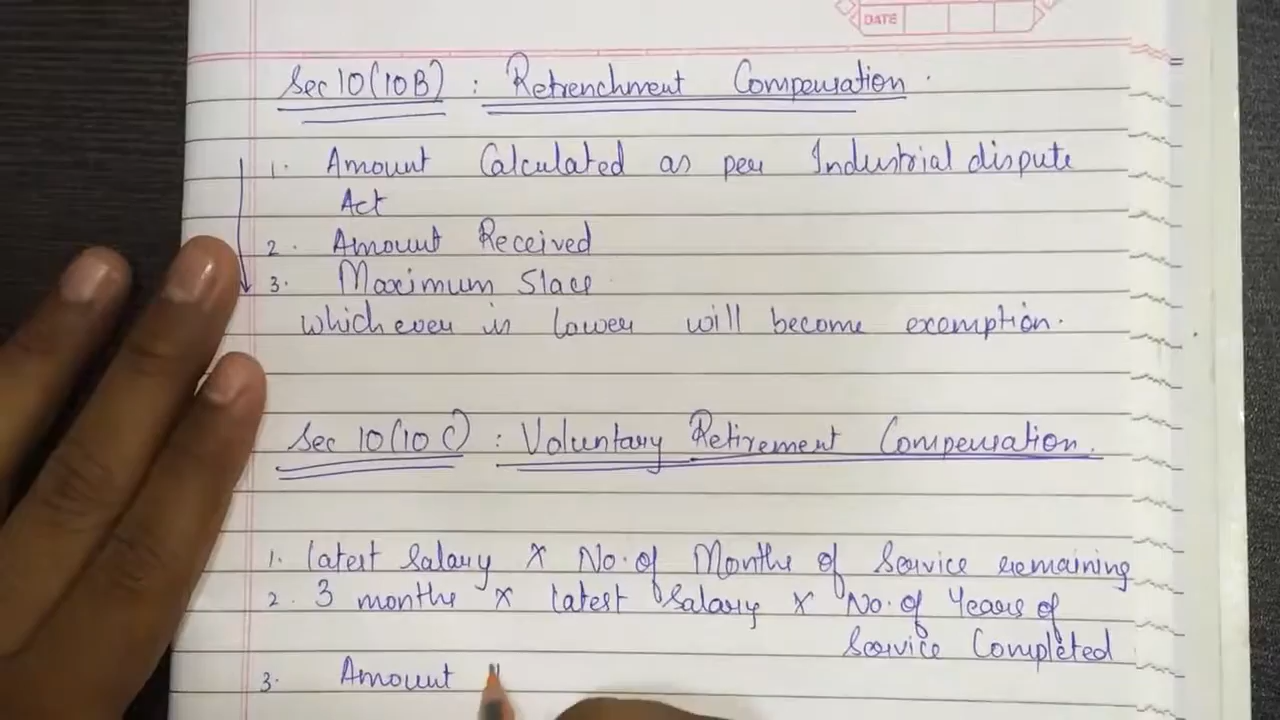 DATE
Sec 10(10B) : Retrenchment Compensation.
1. Amount Calculated as per Industrial dispute
Act
2. Amount Received
3. Maximum Slace
Whichever is lower will become exemption.
Sec 10(10C) : Voluntary Retirement Compensation.
1. latest Salary X No. of Months of Service remaining
2. 3 months X latest Salary X No. of Years of
Service Completed
3. Amount